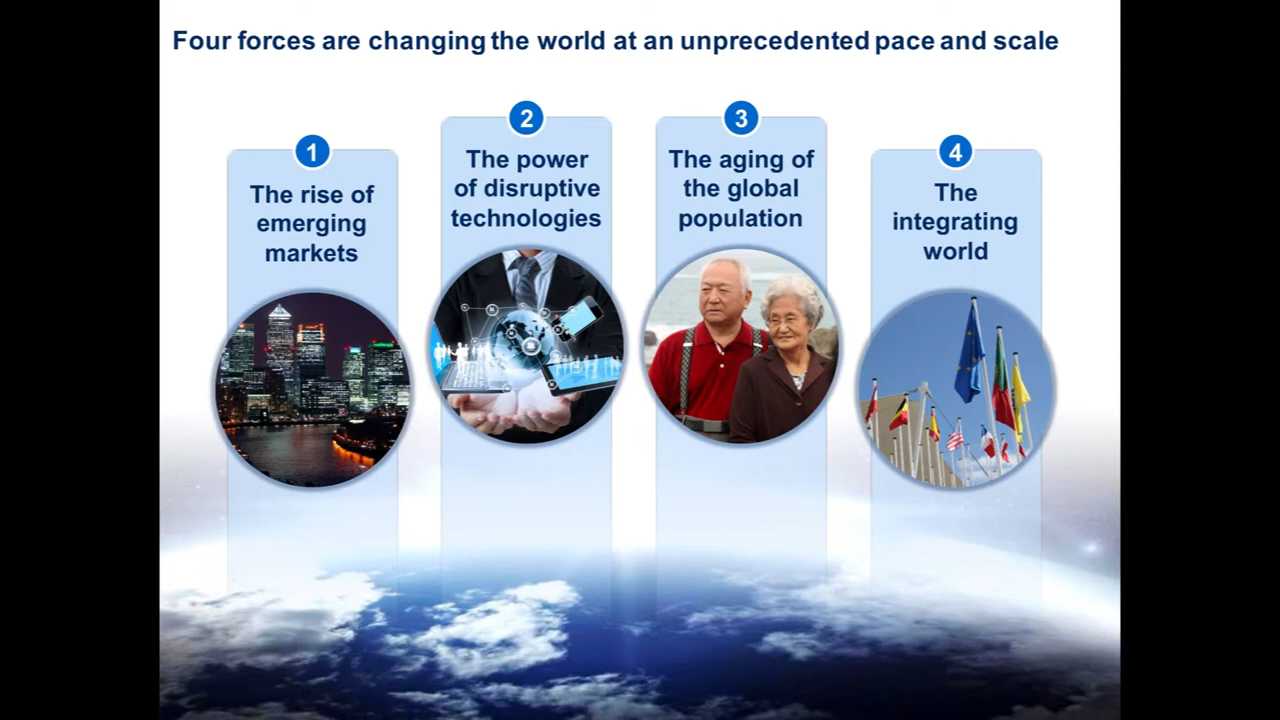 Four forces are changing the world at an unprecedented pace and scale
1
The rise of
emerging
markets
2
The power
of disruptive
technologies
3
The aging of
the global
population
4
The
integrating
world